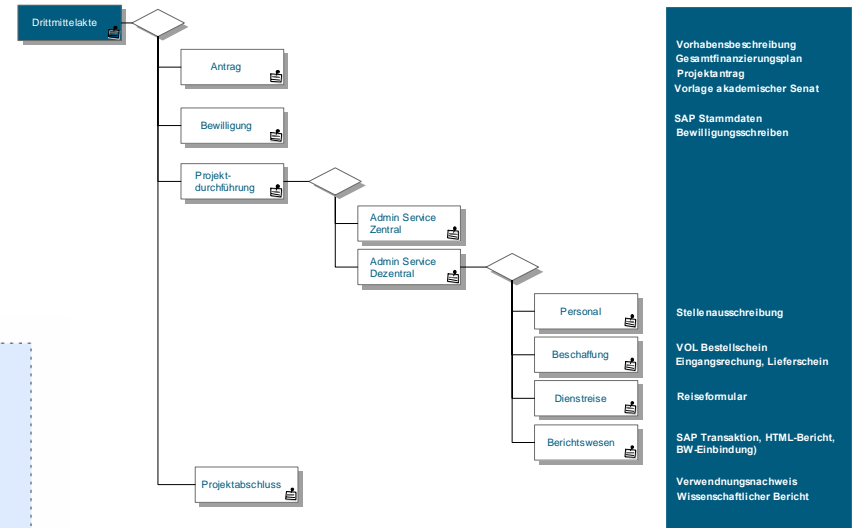 Drittmittelakte
Antrag
Bewilligung
Projekt-
durchführung
Admin Service
Zentral
Admin Service
Dezentral
Personal
Beschaffung
Dienstreise
Berichtswesen
Projektabschluss
Vorhabensbeschreibung
Gesamtfinanzierungsplan
Projektantrag
Vorlage akademischer Senat
SAP Stammdaten
Bewilligungsschreiben
Stellenausschreibung
VOL Bestellschein
Eingangsrechung, Lieferschein
Reiseformular
SAP Transaktion, HTML-Bericht,
BW-Einbindung)
Verwendnungsnachweis
Wissenschaftlicher Bericht